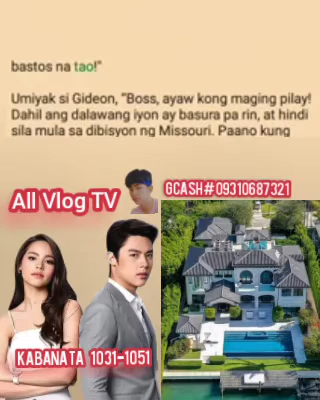 bastos na tao!"
Umiyak si Gideon, "Boss, ayaw kong maging pilay!
Dahil ang dalawang iyon ay basura pa rin, at hindi
sila mula sa dibisyon ng Missouri. Paano kung
GCASH#09310687321
All Vlog TV
KABANATA 1031-1051